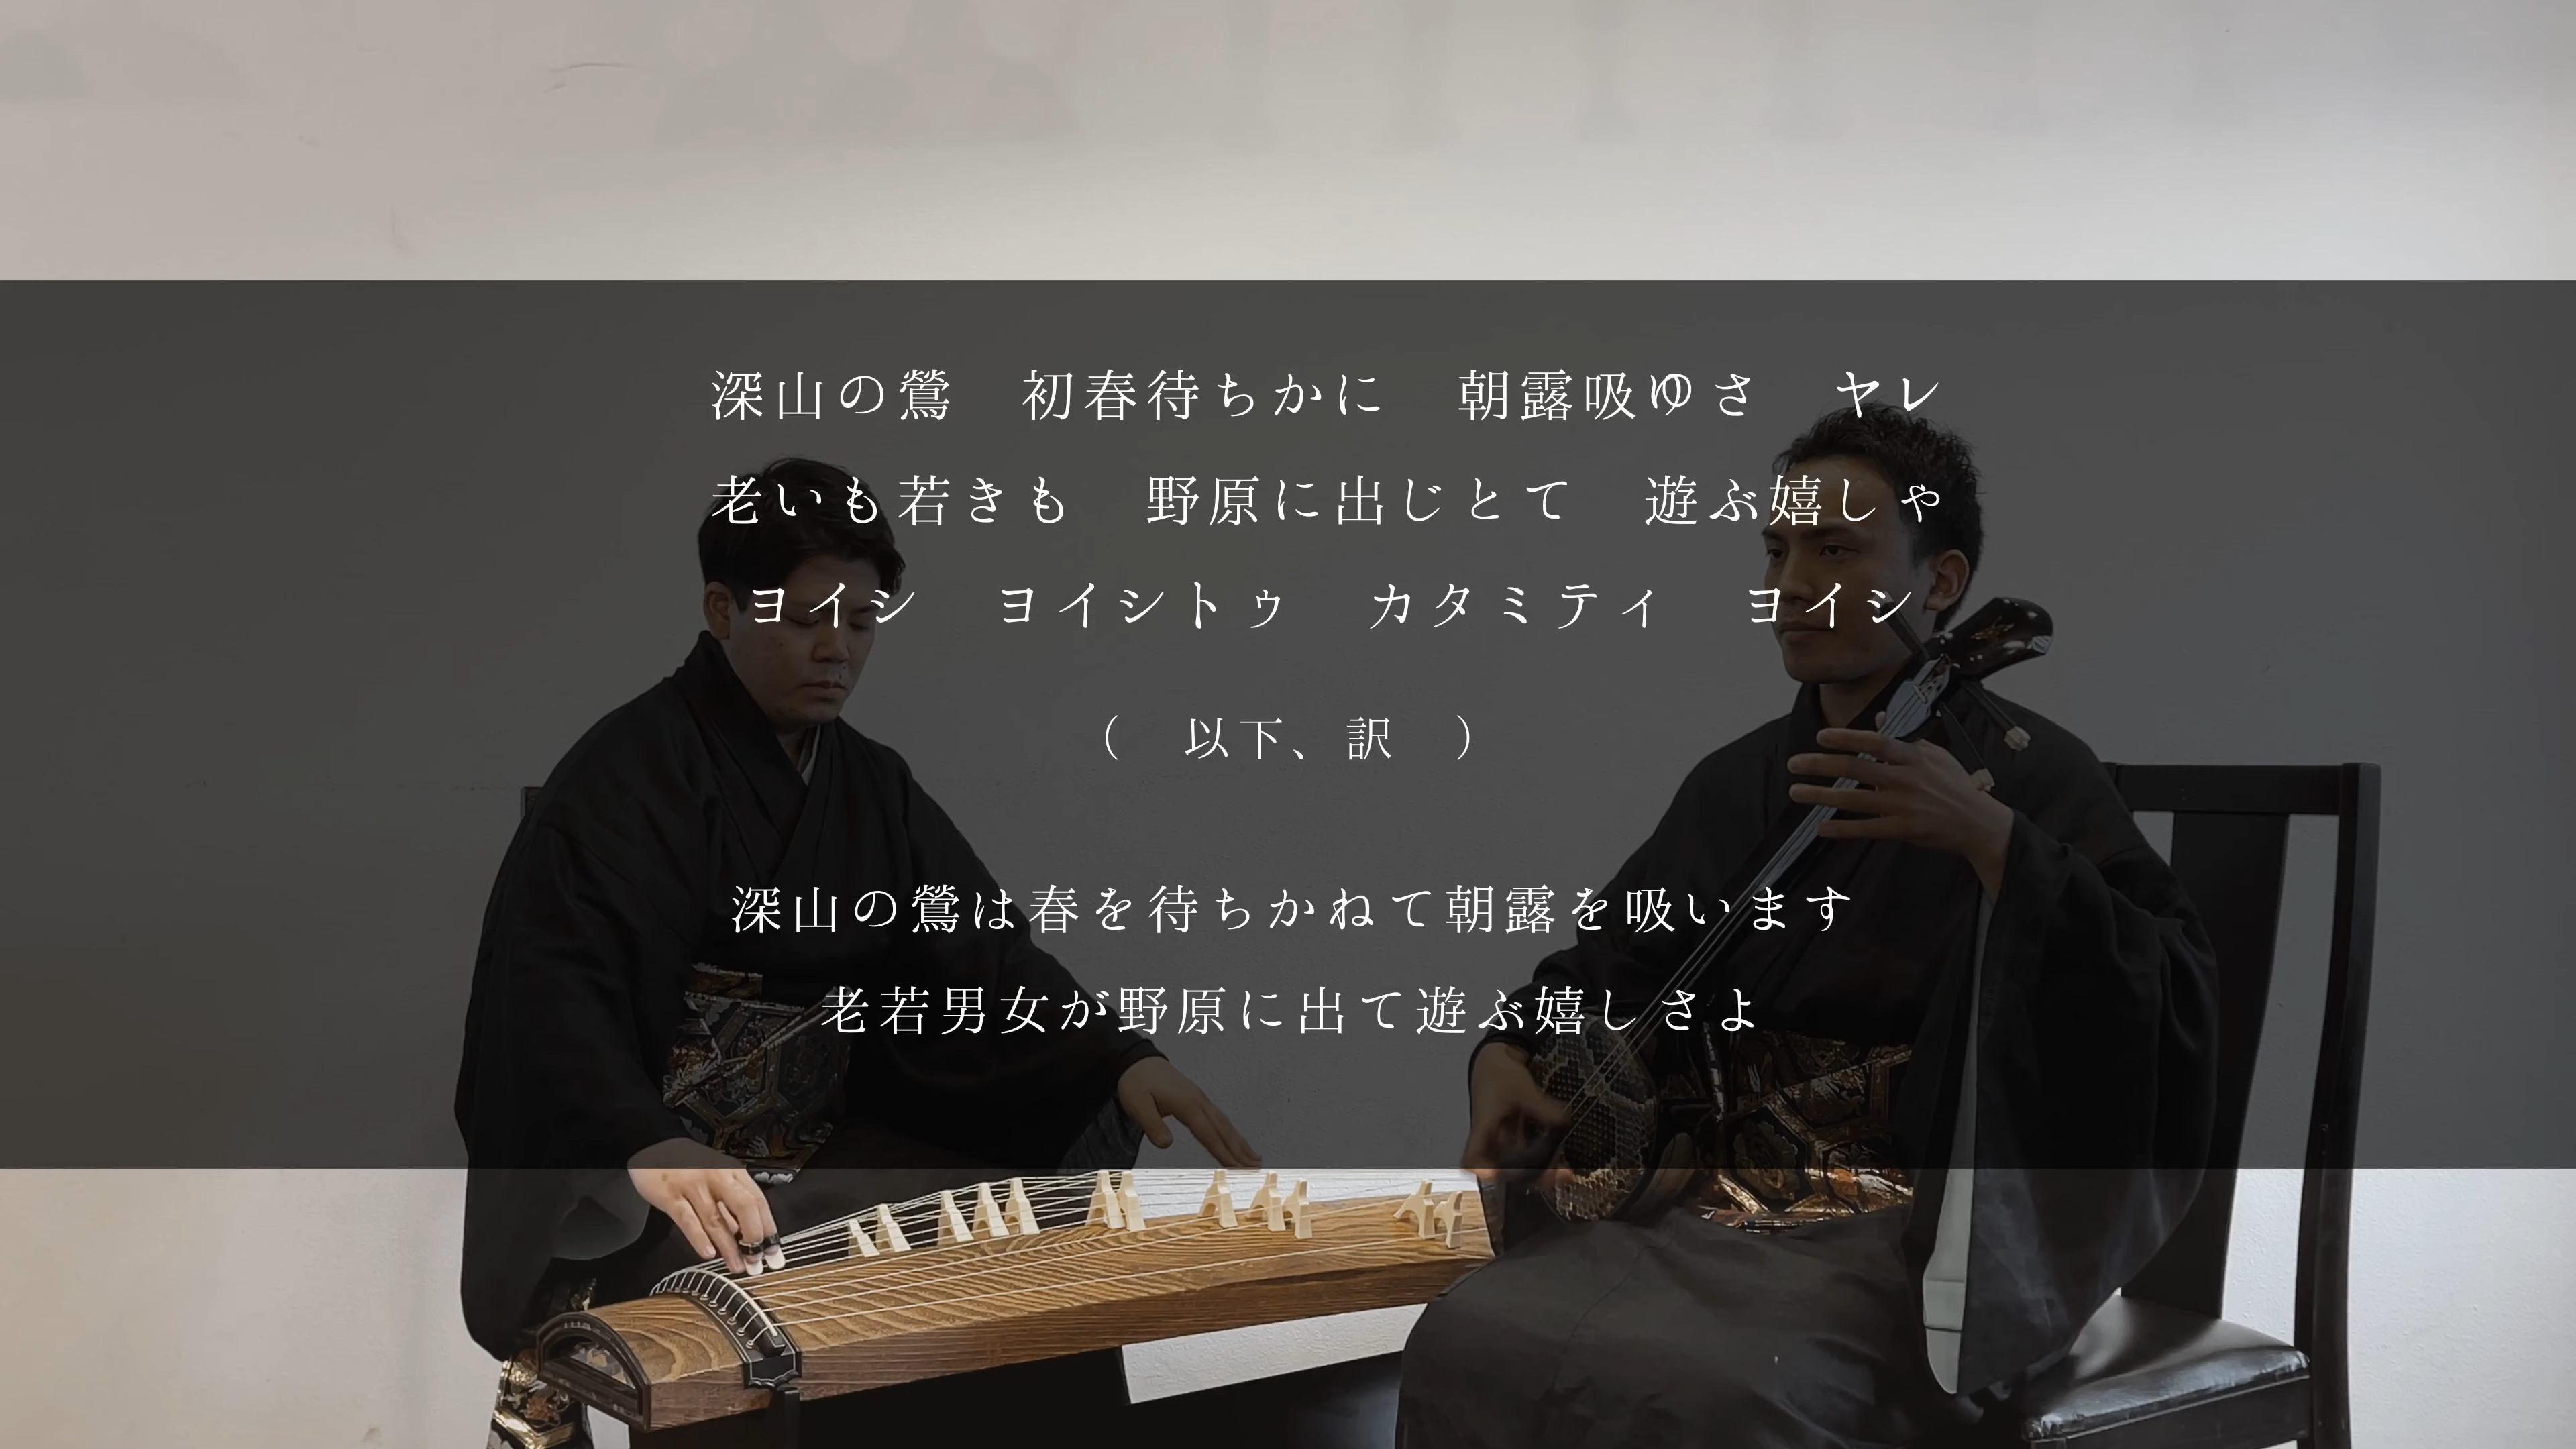 深山の鶯　初春待ちかに　朝露吸ゆさ　ヤレ
老いも若きも　野原に出じとて　遊ぶ嬉しゃ
ヨイシ　ヨイシトゥ　カタミティ　ヨイシ
（　以下、訳　）
深山の鶯は春を待ちかねて朝露を吸います
老若男女が野原に出て遊ぶ嬉しさよ